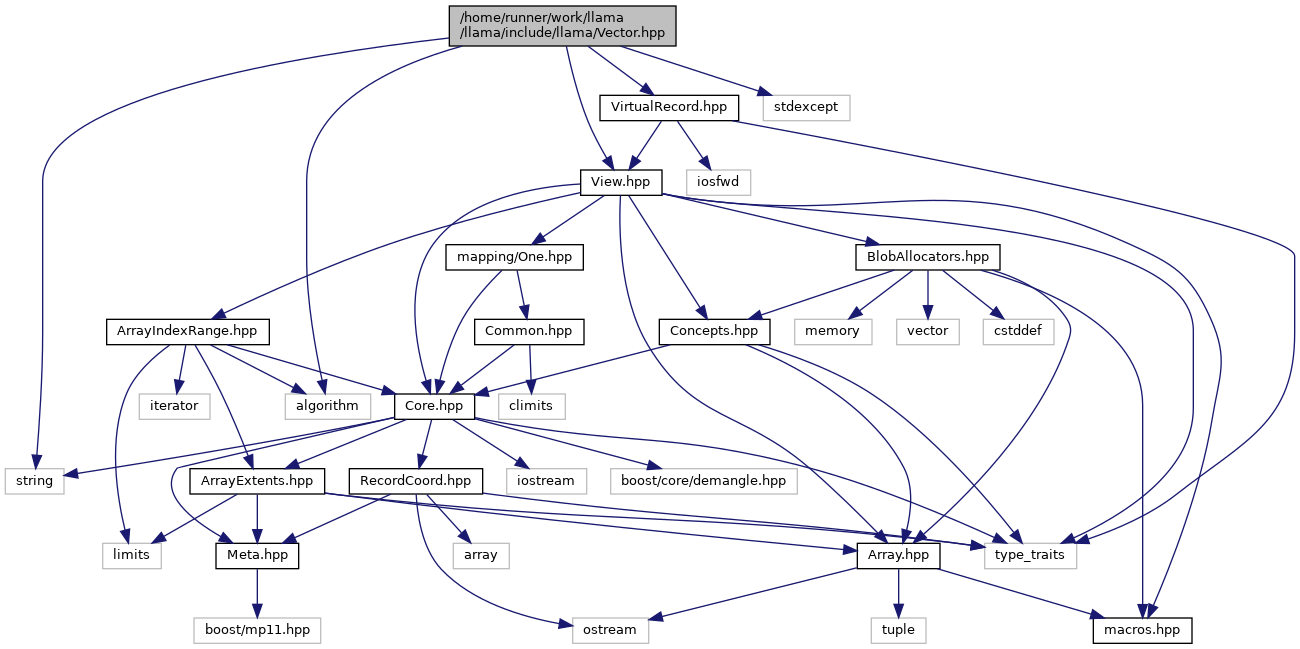 /home/runner/work/llama
/llama/include/llama/Vector.hpp
VirtualRecord.hpp
stdexcept
View.hpp
iosfwd
mapping/One.hpp
BlobAllocators.hpp
ArrayIndexRange.hpp
Common.hpp
Concepts.hpp
memory
vector
cstddef
iterator
algorithm
Core.hpp
climits
string
ArrayExtents.hpp
RecordCoord.hpp
iostream
boost/core/demangle.hpp
limits
Meta.hpp
array
Array.hpp
type_traits
boost/mp11.hpp
ostream
tuple
macros.hpp